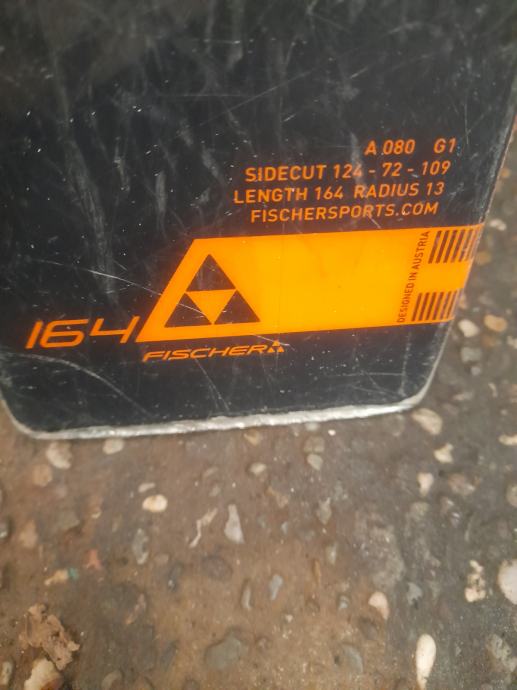 A 080 G1
SIDECUT 124 - 72 - 109
LENGTH 164 RADIUS 13
FISCHERSPORTS.COM
DESIGNED IN AUSTRIA
164
FISCHER